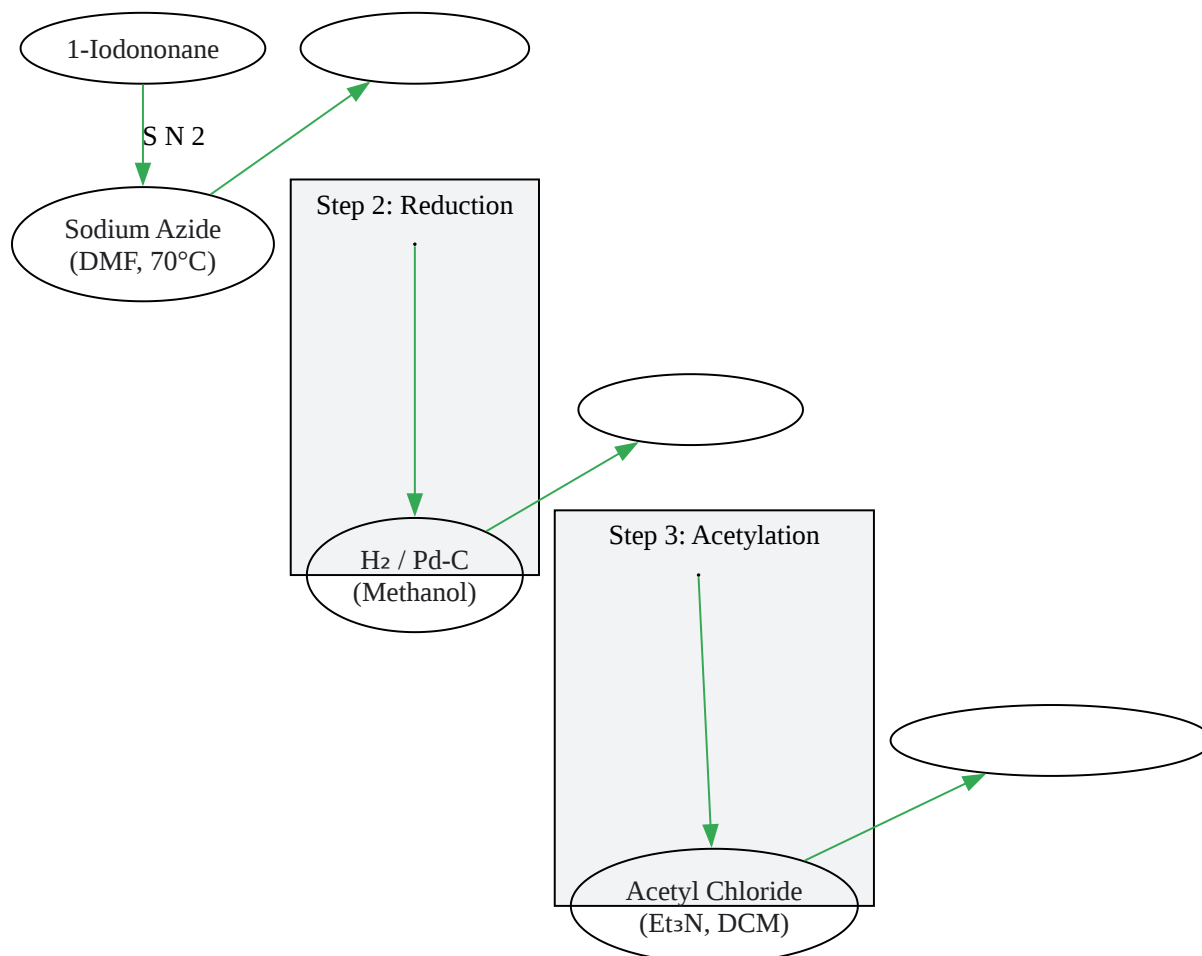 1-Iodononane
S N 2
Sodium Azide
(DMF, 70°C)
Step 2: Reduction
H₂ / Pd-C
(Methanol)
Step 3: Acetylation
Acetyl Chloride
(Et₃N, DCM)